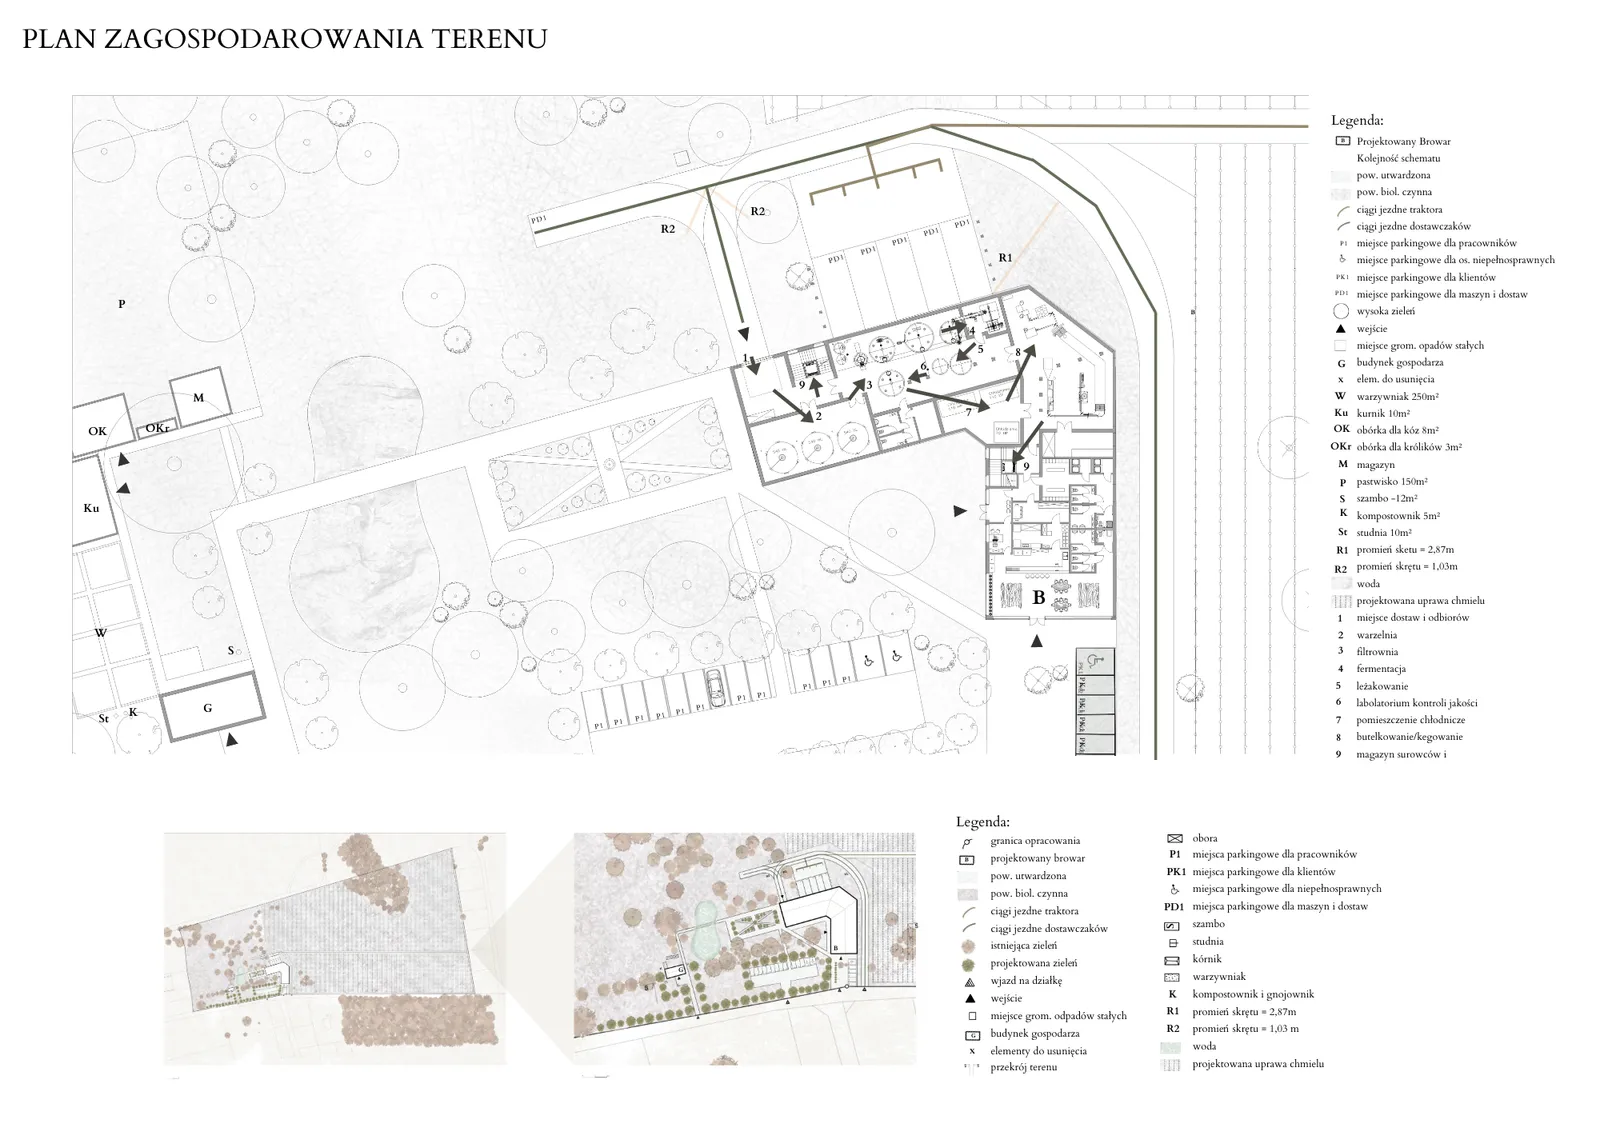 PLAN ZAGOSPODAROWANIA TERENU
PD1
R2
R2
PD1
PD1
PD1
PD1
PD1
R1
P
M
OK
OKr
Ku
W
S
St
K
G
1
2
3
4
5
6
7
8
9
9
B
P1
P1
P1
P1
P1
P1
P1
Legenda:
B Projektowany Browar
Kolejność schematu
pow. utwardzona
pow. biol. czynna
ciągi jezdne traktora
ciągi jezdne dostawczaków
P1 miejsce parkingowe dla pracowników
miejsce parkingowe dla os. niepełnosprawnych
PK1 miejsce parkingowe dla klientów
PD1 miejsce parkingowe dla maszyn i dostaw
wysoka zieleń
wejście
miejsce grom. opadów stałych
G budynek gospodarza
x elem. do usunięcia
W warzywniak 250m²
Ku kurnik 10m²
OK obórka dla kóz 8m²
OKr obórka dla królików 3m²
M magazyn
P pastwisko 150m²
S szambo ~12m²
K kompostownik 5m²
St studnia 10m²
R1 promień sketu = 2,87m
R2 promień skrętu = 1,03m
woda
projektowana uprawa chmielu
1 miejsce dostaw i odbiorów
2 warzelnia
3 filtrownia
4 fermentacja
5 leżakowanie
6 labolatorium kontroli jakości
7 pomieszczenie chłodnicze
8 butelkowanie/kegowanie
9 magazyn surowców i
G
B
Legenda:
granica opracowania
B projektowany browar
pow. utwardzona
pow. biol. czynna
ciągi jezdne traktora
ciągi jezdne dostawczaków
istniejąca zieleń
projektowana zieleń
wjazd na działkę
wejście
miejsce grom. odpadów stałych
G budynek gospodarza
x elementy do usunięcia
przekrój terenu
obora
P1 miejsca parkingowe dla pracowników
PK1 miejsca parkingowe dla klientów
miejsca parkingowe dla niepełnosprawnych
PD1 miejsca parkingowe dla maszyn i dostaw
szambo
studnia
kórnik
warzywniak
K kompostownik i gnojownik
R1 promień skrętu = 2,87m
R2 promień skrętu = 1,03 m
woda
projektowana uprawa chmielu